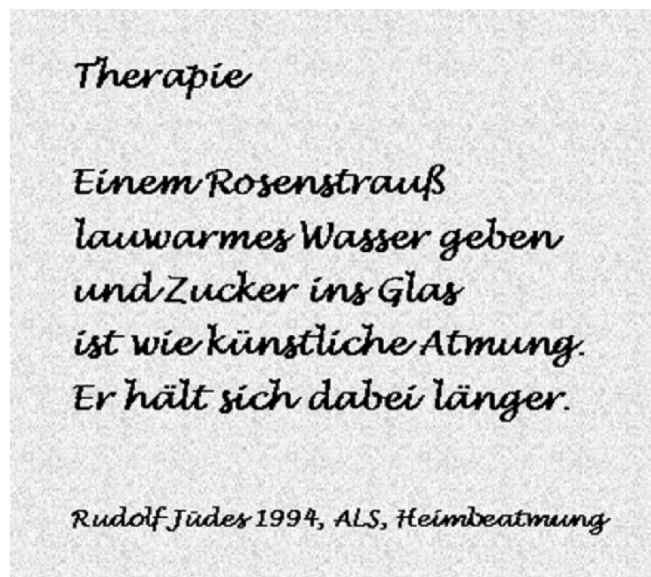 Therapie
Einem Rosenstrauß
lauwarmes Wasser geben
und Zucker ins Glas
ist wie künstliche Atmung.
Er hält sich dabei länger.
Rudolf Jüdes 1994, ALS, Heimbeatmung